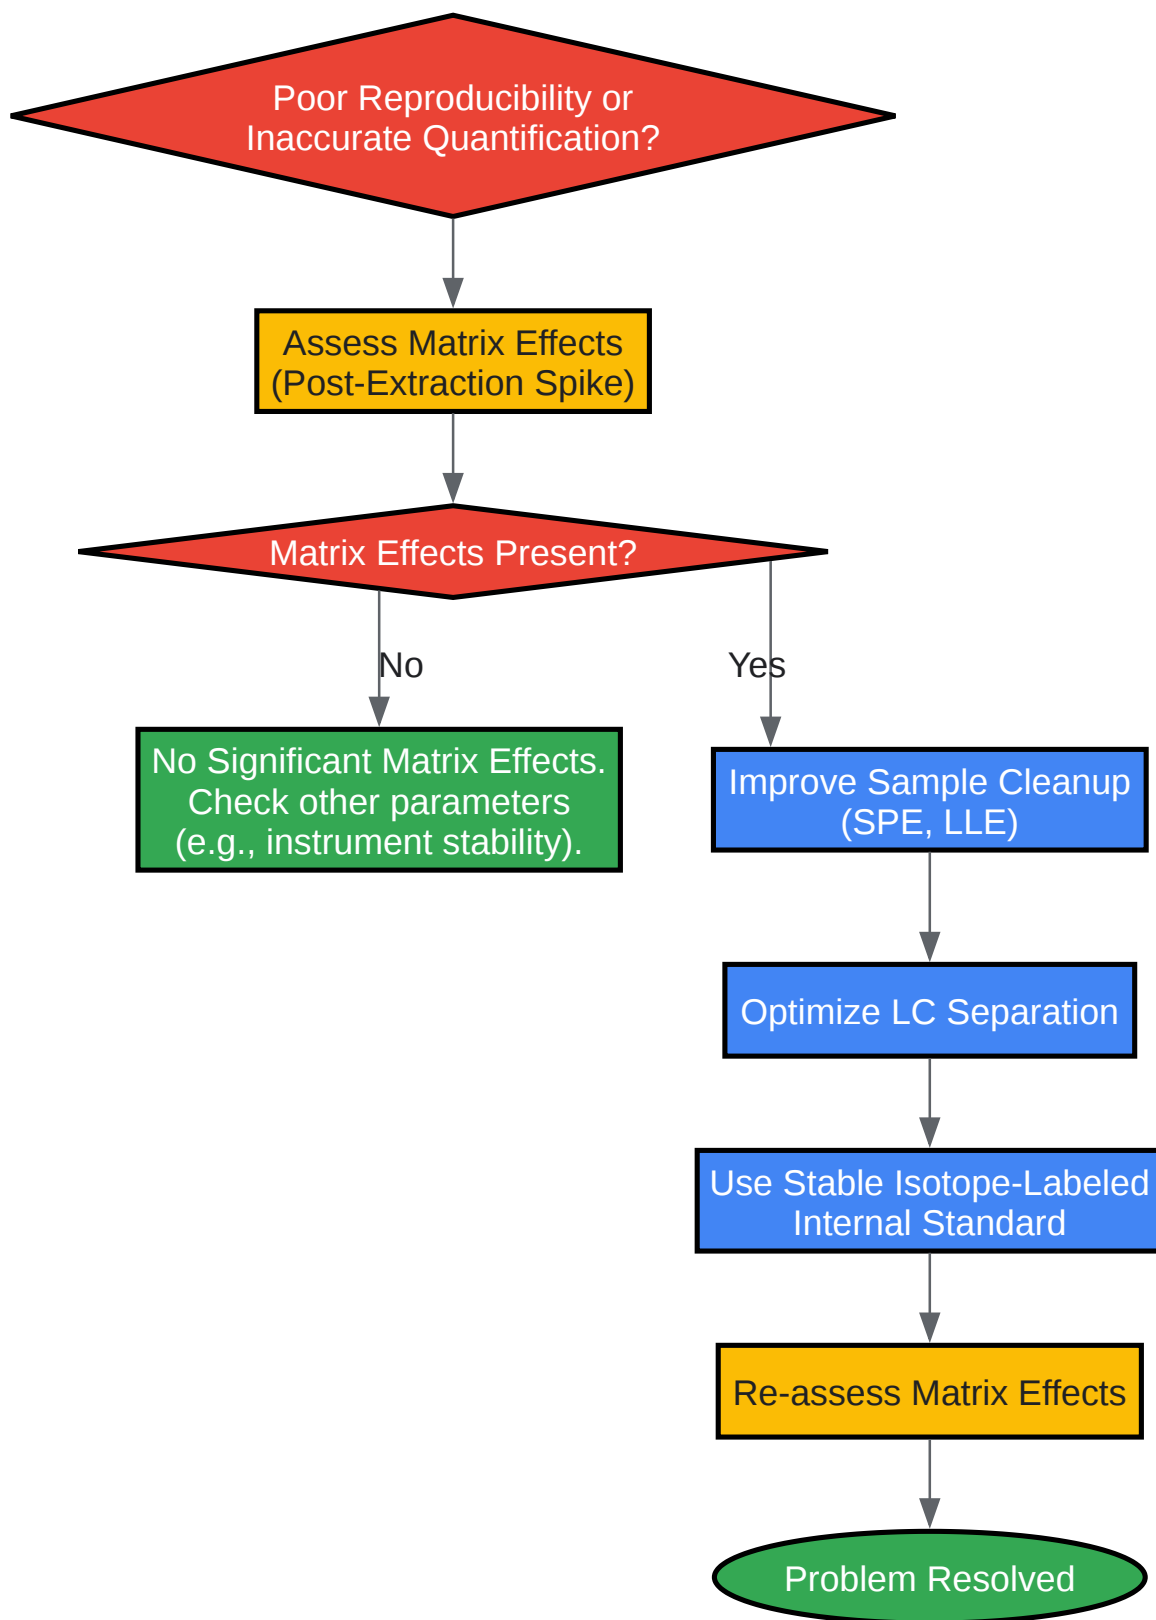 Poor Reproducibility or
Inaccurate Quantification?
Assess Matrix Effects
(Post-Extraction Spike)
Matrix Effects Present?
No
Yes
No Significant Matrix Effects.
Check other parameters
(e.g., instrument stability).
Improve Sample Cleanup
(SPE, LLE)
Optimize LC Separation
Use Stable Isotope-Labeled
Internal Standard
Re-assess Matrix Effects
Problem Resolved